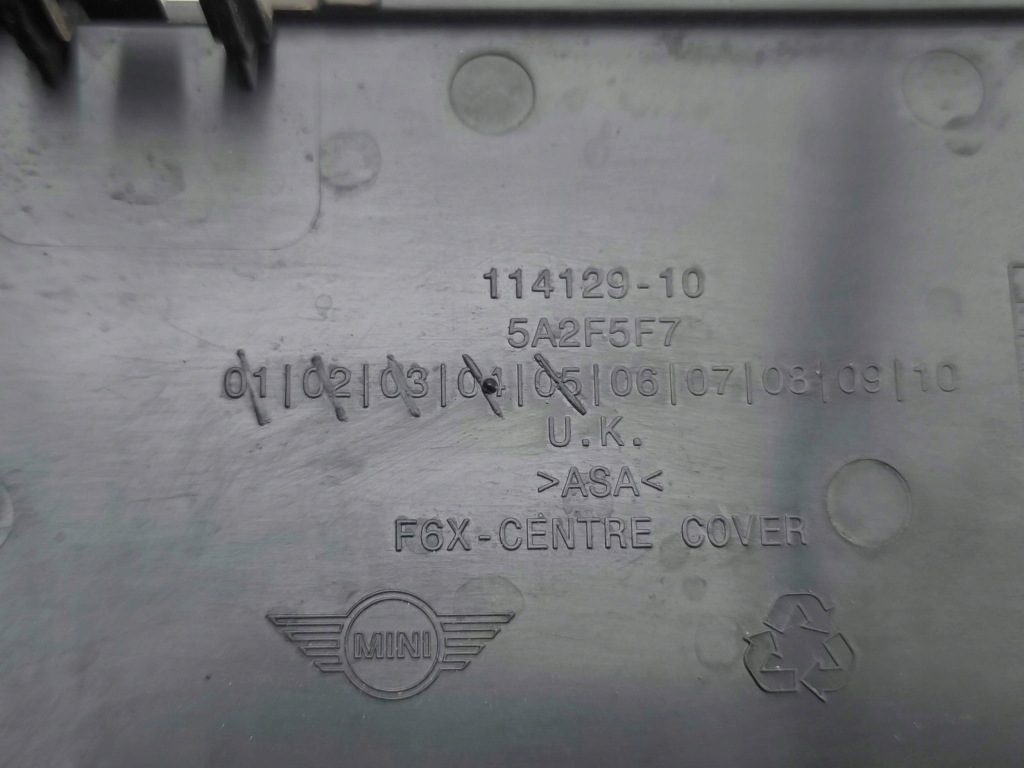 114129-10
5A2F5F7
01|02|03|04|05|06|07|08|09|10
U.K.
>ASA<
F6X-CENTRE COVER
MINI